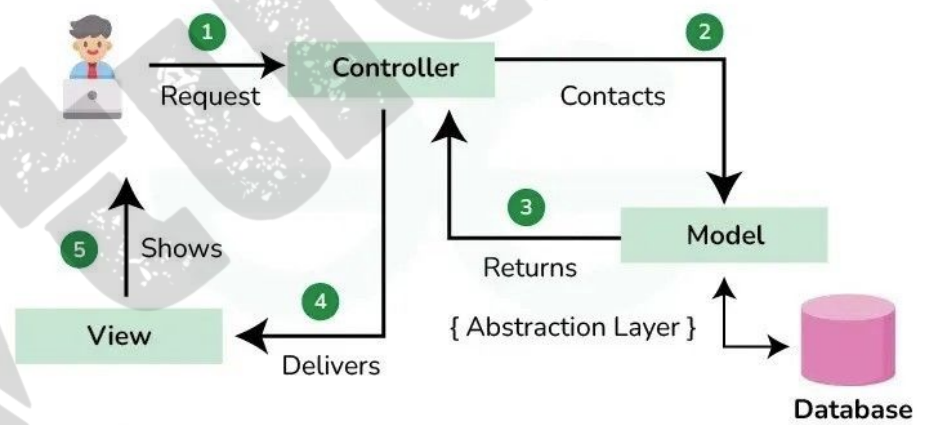 1
2
Controller
Request
Contacts
3
Model
5
Shows
Returns
4
{ Abstraction Layer }
View
Delivers
Database